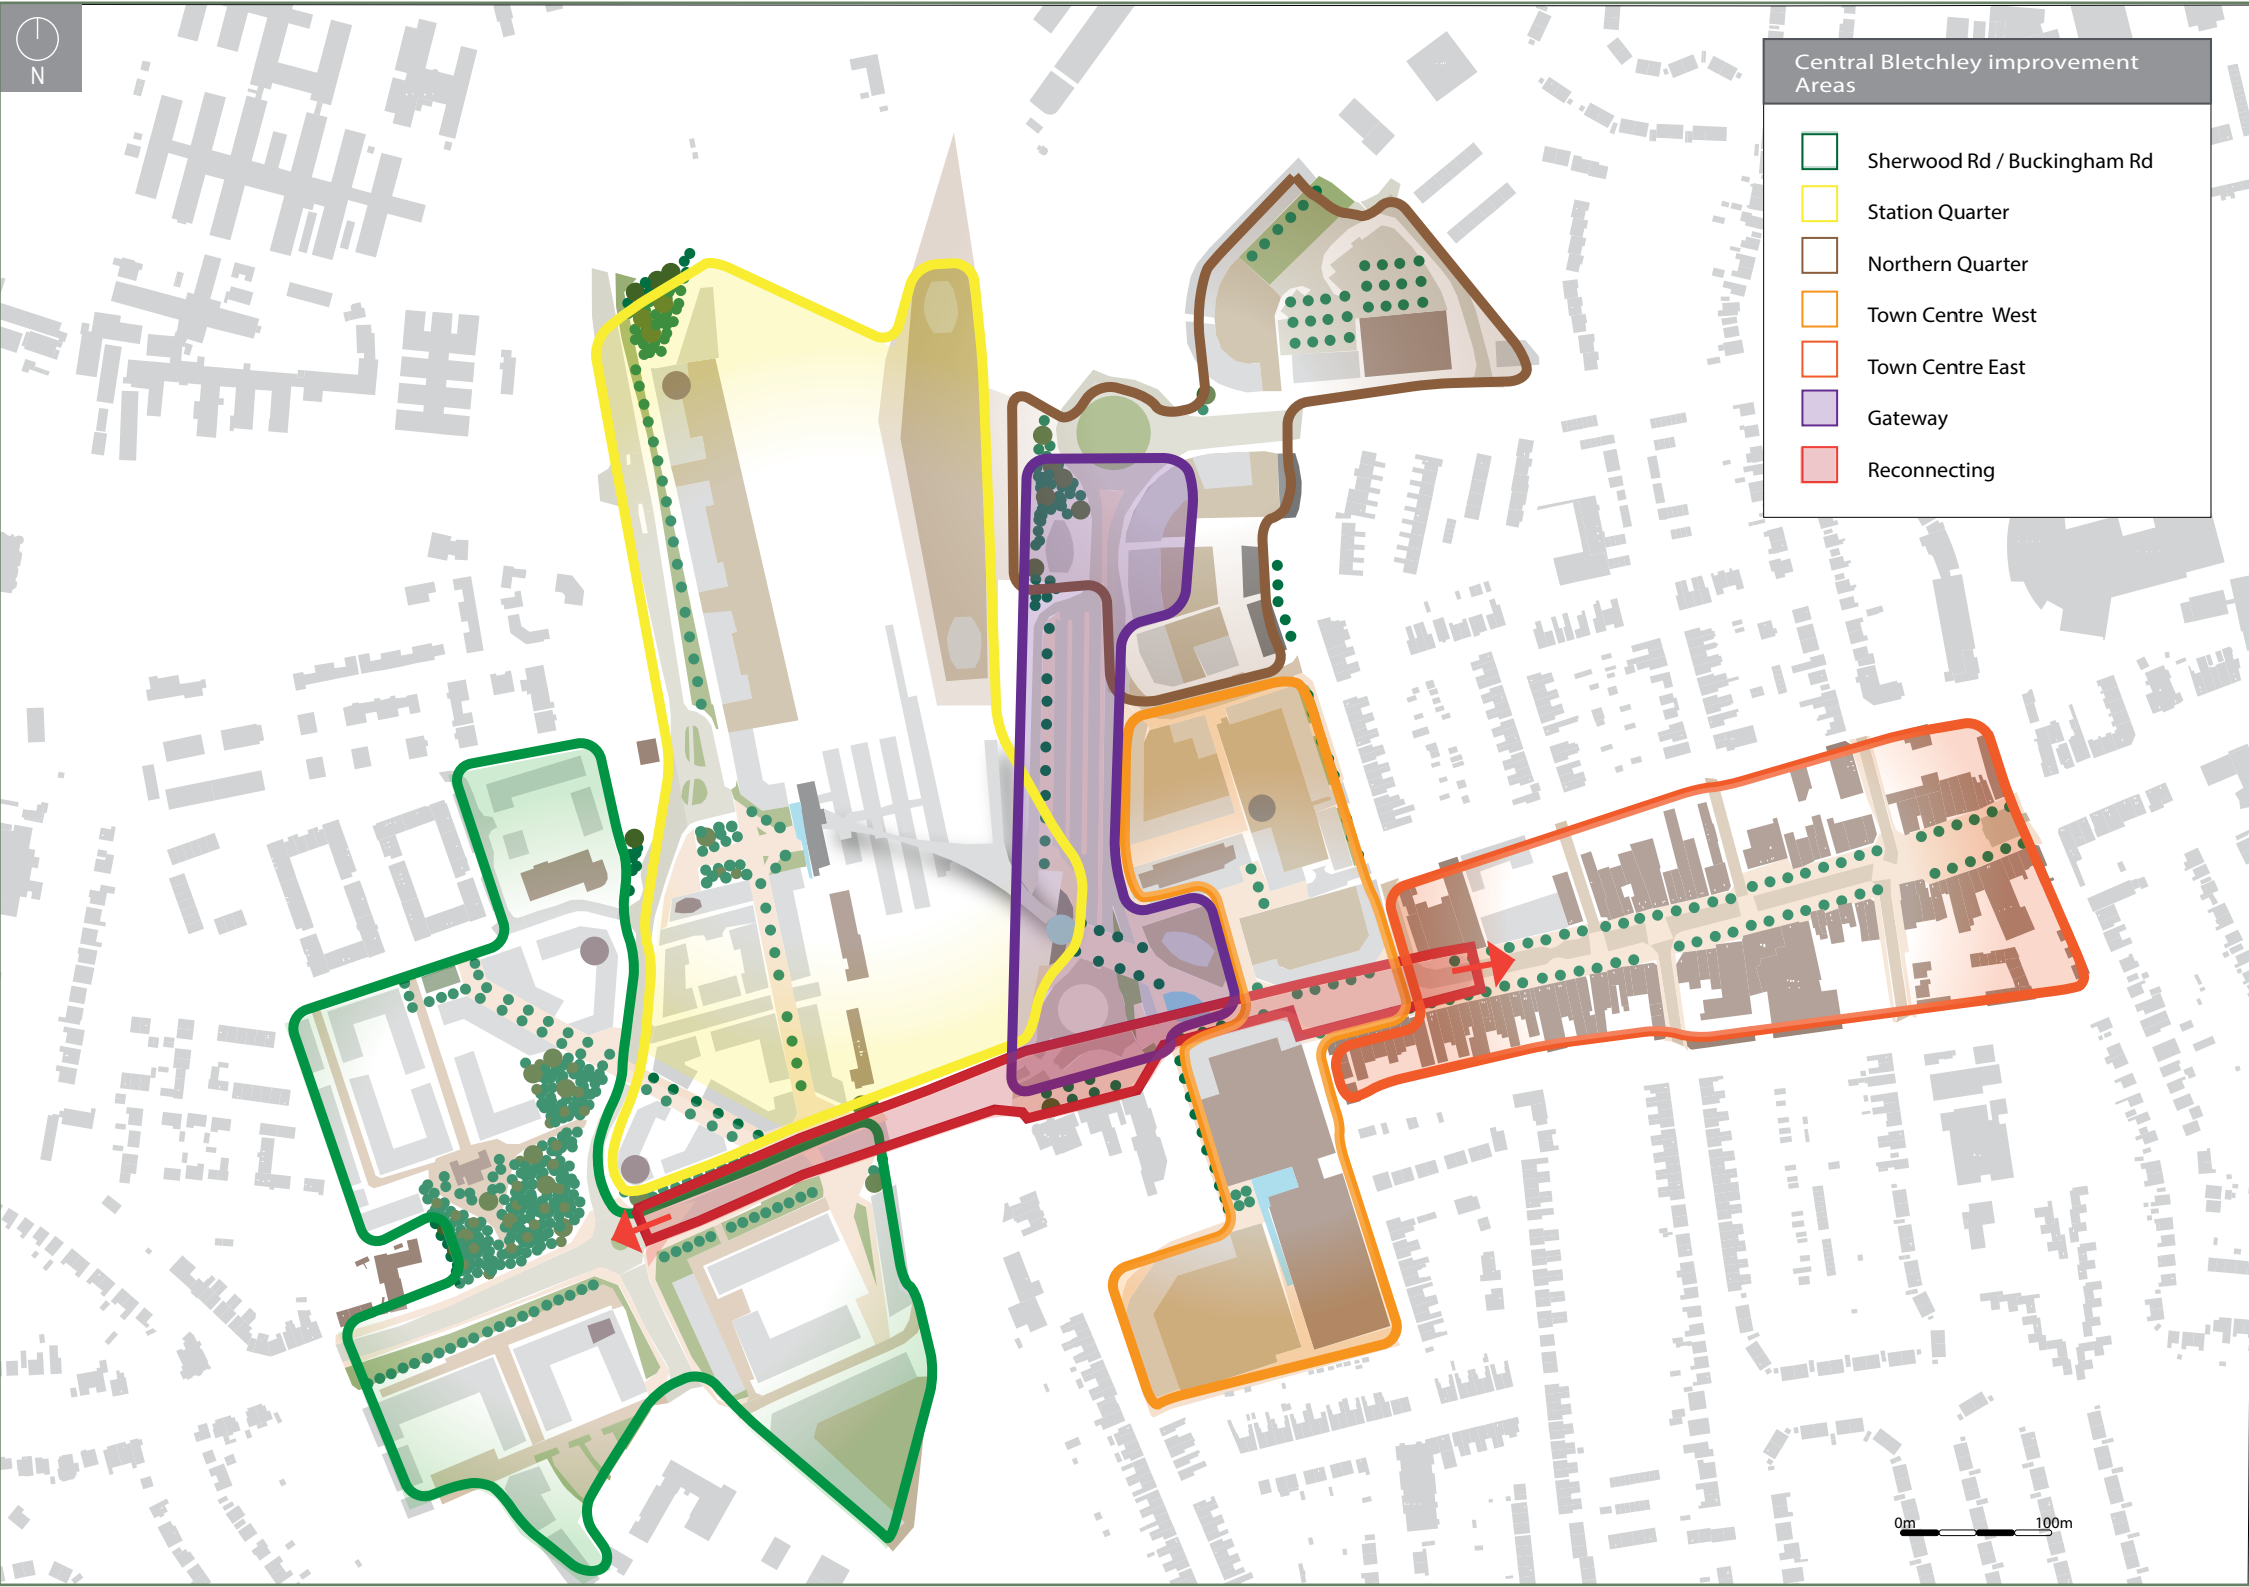 N
Central Bletchley improvement
Areas
Sherwood Rd / Buckingham Rd
Station Quarter
Northern Quarter
Town Centre West
Town Centre East
Gateway
Reconnecting
0m 100m